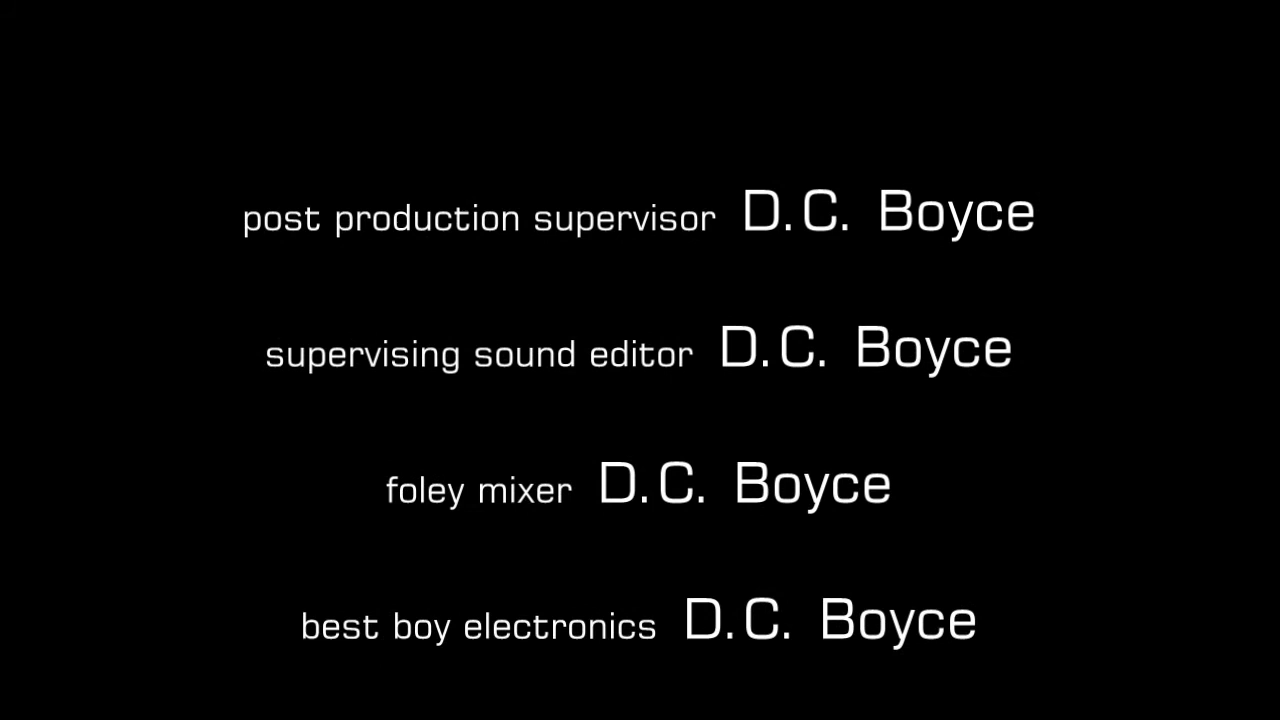 post production supervisor D.C. Boyce
supervising sound editor D.C. Boyce
foley mixer D.C. Boyce
best boy electronics D.C. Boyce